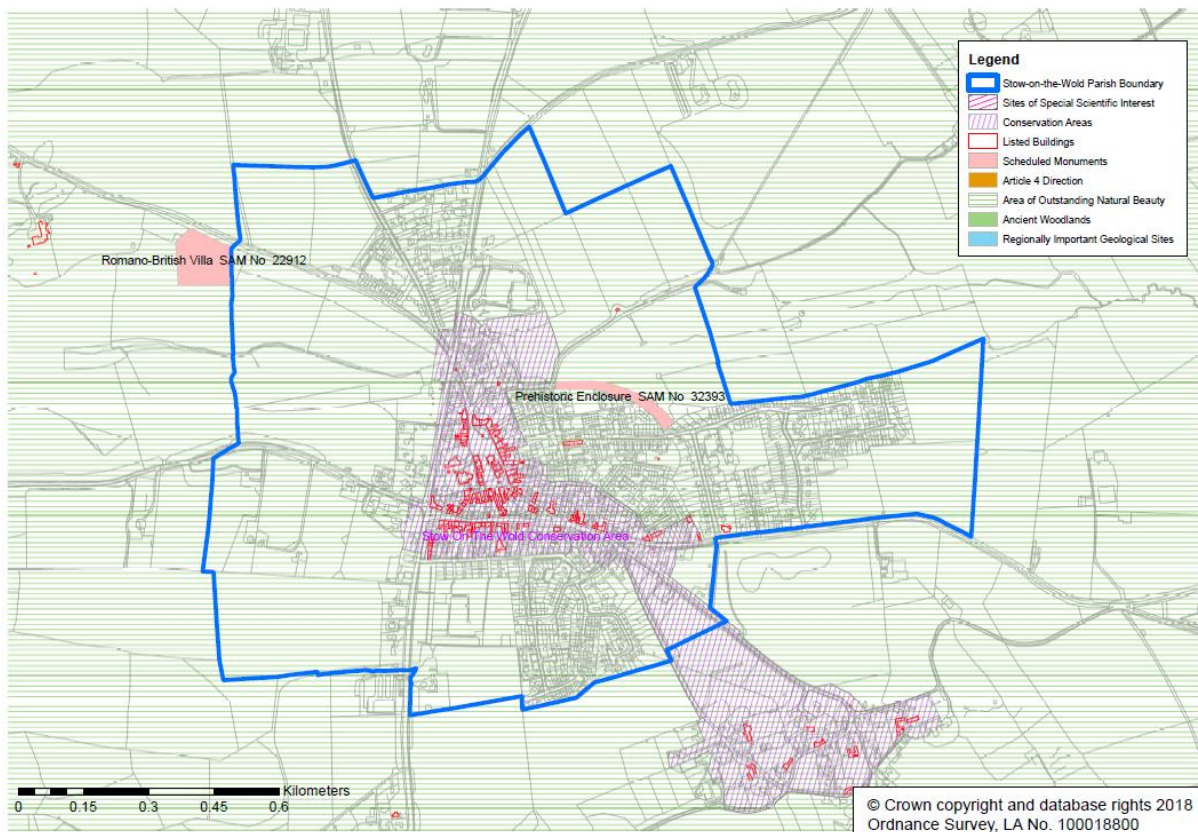 Legend
Stow-on-the-Wold Parish Boundary
Sites of Special Scientific Interest
Conservation Areas
Listed Buildings
Scheduled Monuments
Article 4 Direction
Area of Outstanding Natural Beauty
Ancient Woodlands
Regionally Important Geological Sites
Romano-British Villa SAM No 22912
Prehistoric Enclosure SAM No 32393
Stow On The Wold Conservation Area
Kilometers
0 0.15 0.3 0.45 0.6
© Crown copyright and database rights 2018
Ordnance Survey, LA No. 100018800